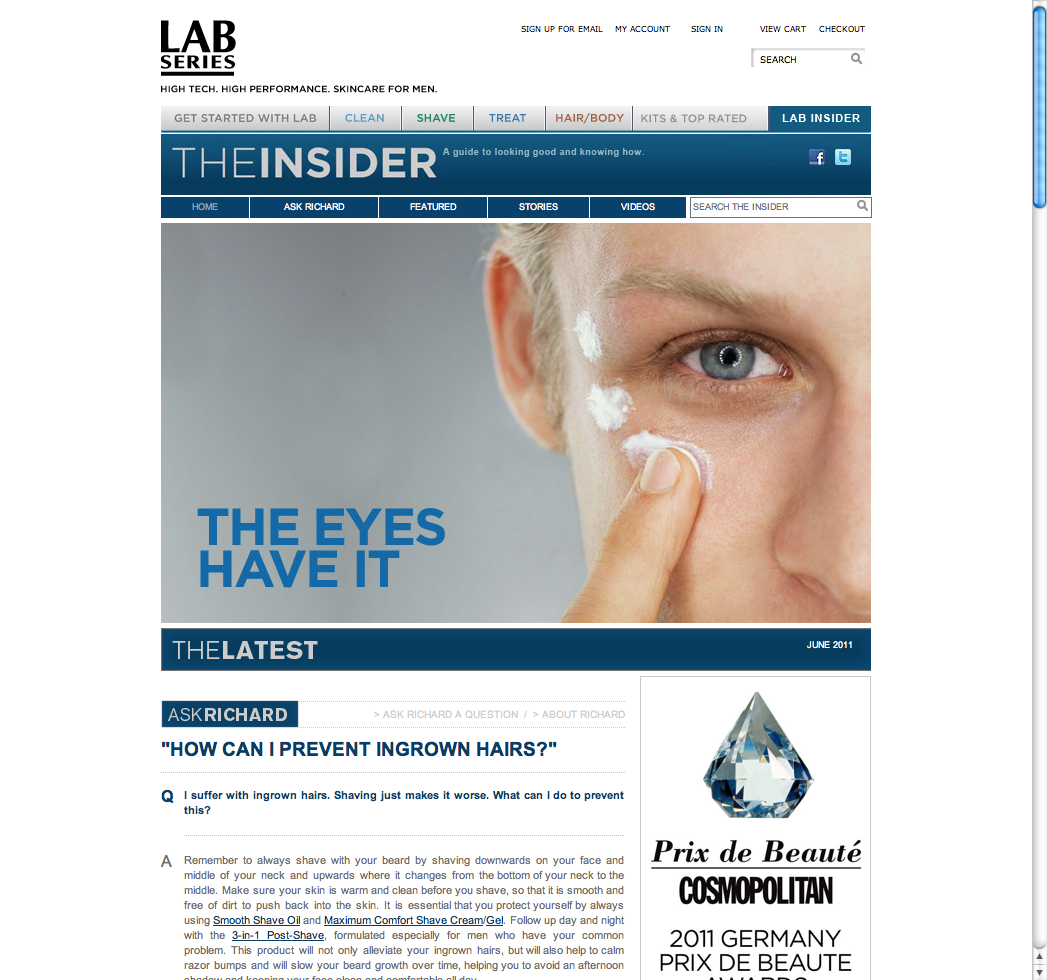 LAB
SERIES
HIGH TECH. HIGH PERFORMANCE. SKINCARE FOR MEN.
SIGN UP FOR EMAIL MY ACCOUNT SIGN IN VIEW CART CHECKOUT
SEARCH
GET STARTED WITH LAB CLEAN SHAVE TREAT HAIR/BODY KITS & TOP RATED LAB INSIDER
THEINSIDER A guide to looking good and knowing how.
HOME ASK RICHARD FEATURED STORIES VIDEOS SEARCH THE INSIDER
THE EYES
HAVE IT
THELATEST JUNE 2011
ASKRICHARD > ASK RICHARD A QUESTION / > ABOUT RICHARD
"HOW CAN I PREVENT INGROWN HAIRS?"
Q I suffer with ingrown hairs. Shaving just makes it worse. What can I do to prevent
this?
A Remember to always shave with your beard by shaving downwards on your face and
middle of your neck and upwards where it changes from the bottom of your neck to the
middle. Make sure your skin is warm and clean before you shave, so that it is smooth and
free of dirt to push back into the skin. It is essential that you protect yourself by always
using Smooth Shave Oil and Maximum Comfort Shave Cream/Gel. Follow up day and night
with the 3-in-1 Post-Shave, formulated especially for men who have your common
problem. This product will not only alleviate your ingrown hairs, but will also help to calm
razor bumps and will slow your beard growth over time, helping you to avoid an afternoon
shadow and keeping your face clean and comfortable all day.
Prix de Beauté
COSMOPOLITAN
2011 GERMANY
PRIX DE BEAUTE
AWARDS